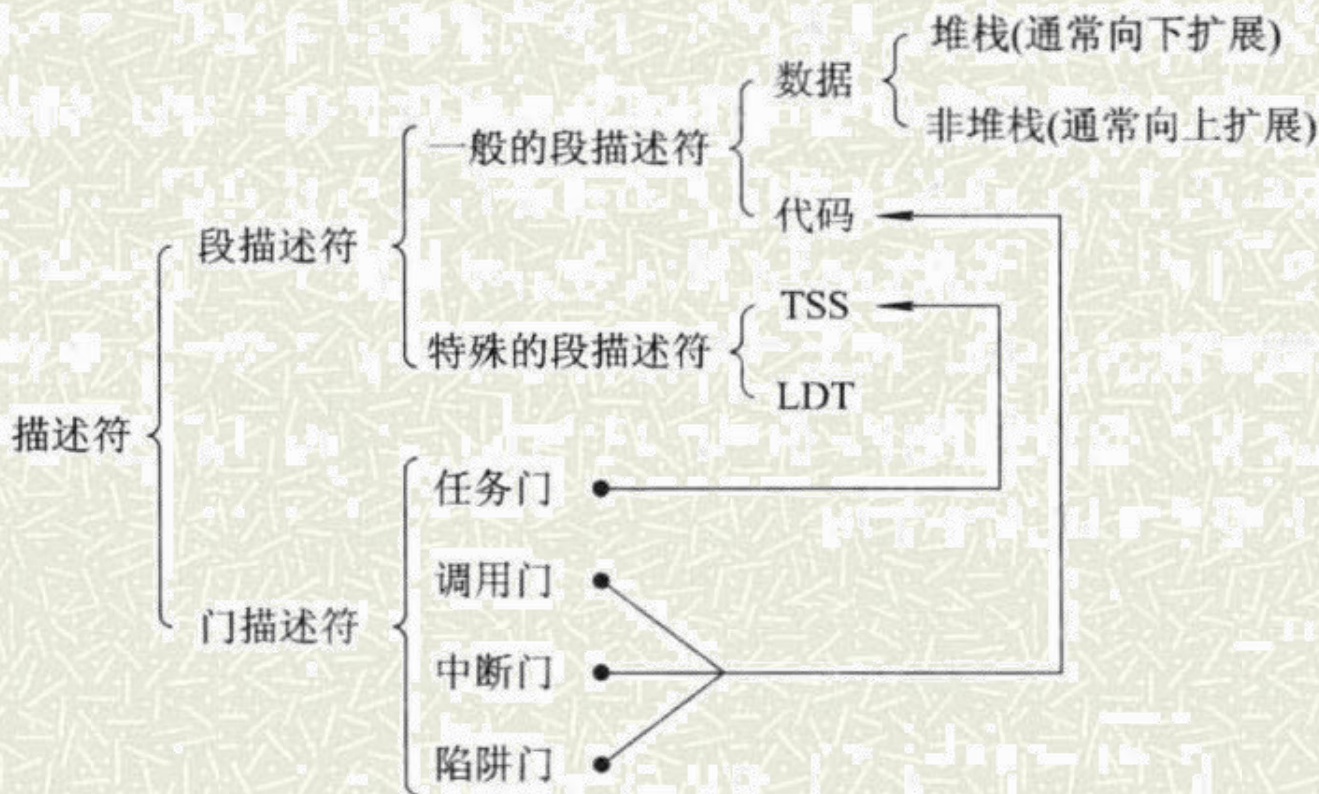 堆栈(通常向下扩展)
数据
非堆栈(通常向上扩展)
一般的段描述符
代码
段描述符
TSS
特殊的段描述符
LDT
描述符
任务门
调用门
门描述符
中断门
陷阱门